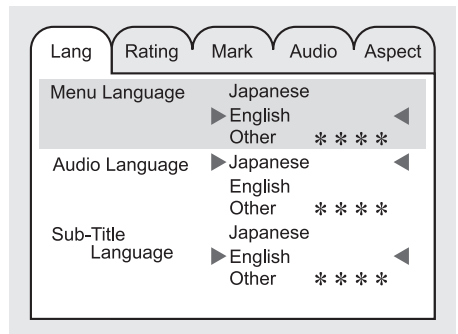 Lang Rating Mark Audio Aspect
Menu Language Japanese
▶English ◀
Other ＊＊＊＊
Audio Language ▶Japanese ◀
English
Other ＊＊＊＊
Sub-Title Japanese
Language ▶English ◀
Other ＊＊＊＊